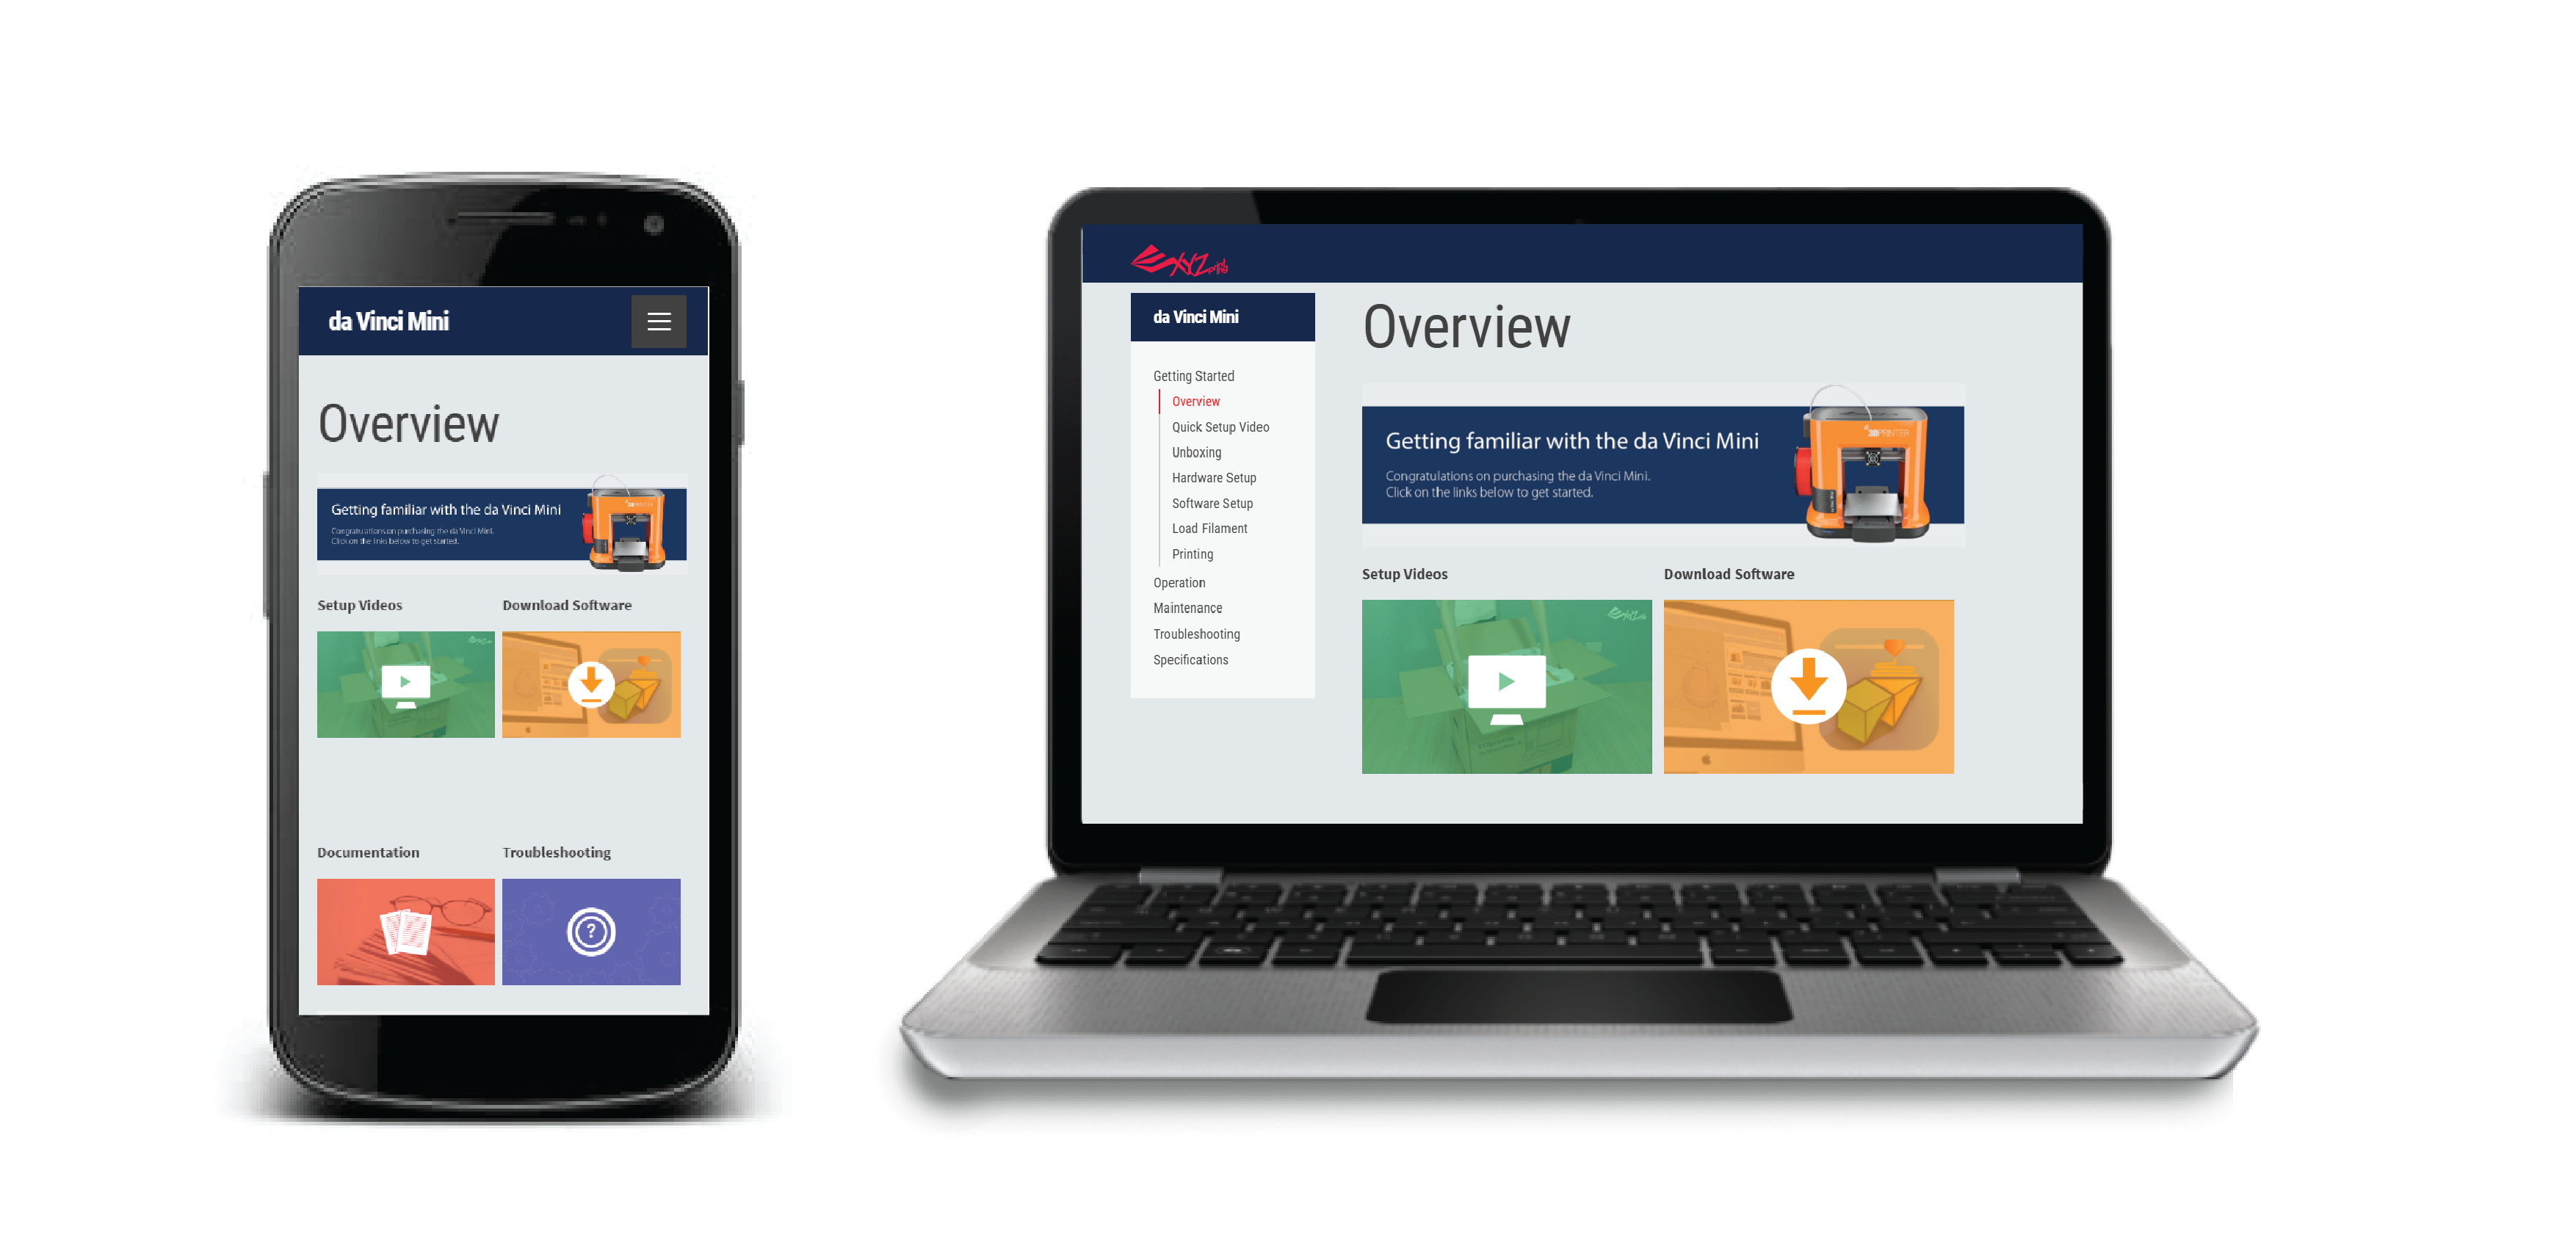 da Vinci Mini
Overview
Getting familiar with the da Vinci Mini
Congratulations on purchasing the da Vinci Mini.
Click on the links below to get started.
Setup Videos
Download Software
Documentation
Troubleshooting
?
XYZprinting
da Vinci Mini
Getting Started
Overview
Quick Setup Video
Unboxing
Hardware Setup
Software Setup
Load Filament
Printing
Operation
Maintenance
Troubleshooting
Specifications
Overview
Getting familiar with the da Vinci Mini
Congratulations on purchasing the da Vinci Mini.
Click on the links below to get started.
3DPRINTER
Setup Videos
Download Software